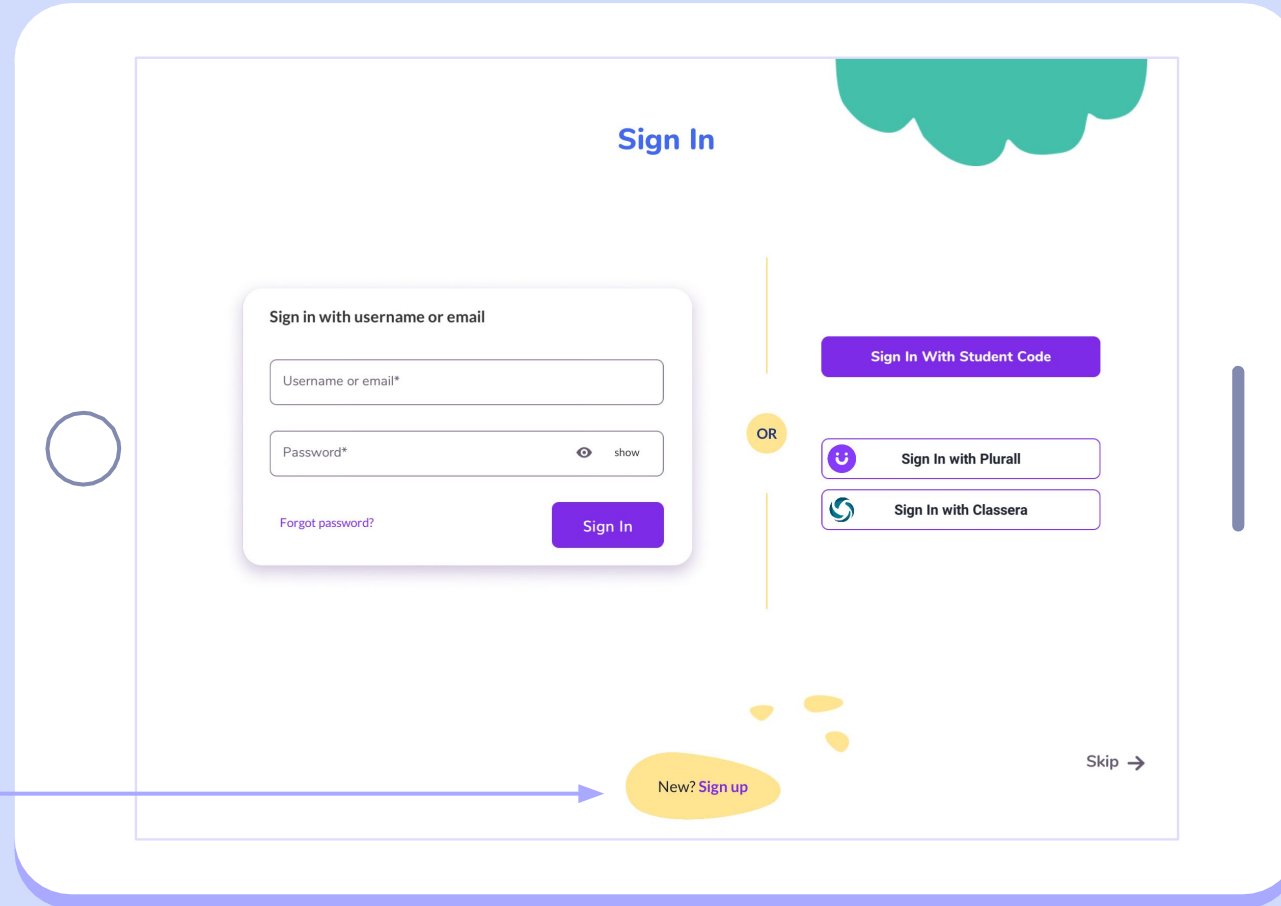 Sign In
Sign in with username or email
Username or email*
Password*
show
Forgot password?
Sign In
OR
Sign In With Student Code
Sign In with Plurall
Sign In with Classera
Skip
New? Sign up